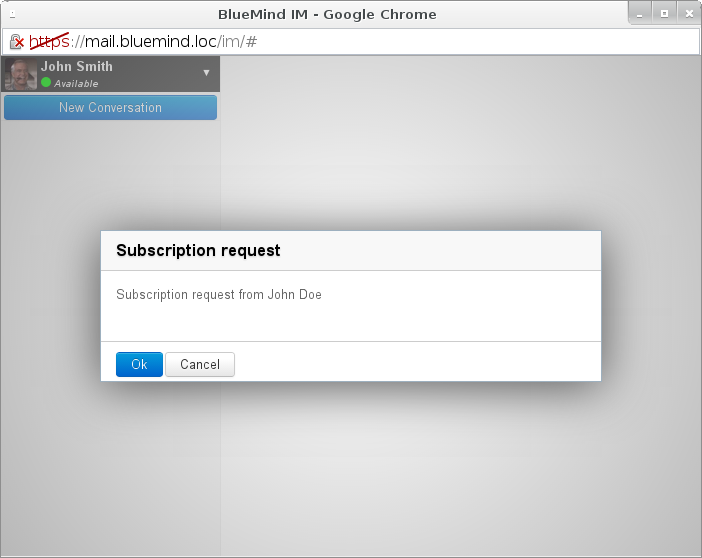 BlueMind IM - Google Chrome
https://mail.bluemind.loc/im/#
John Smith
Available
New Conversation
Subscription request
Subscription request from John Doe
Ok
Cancel